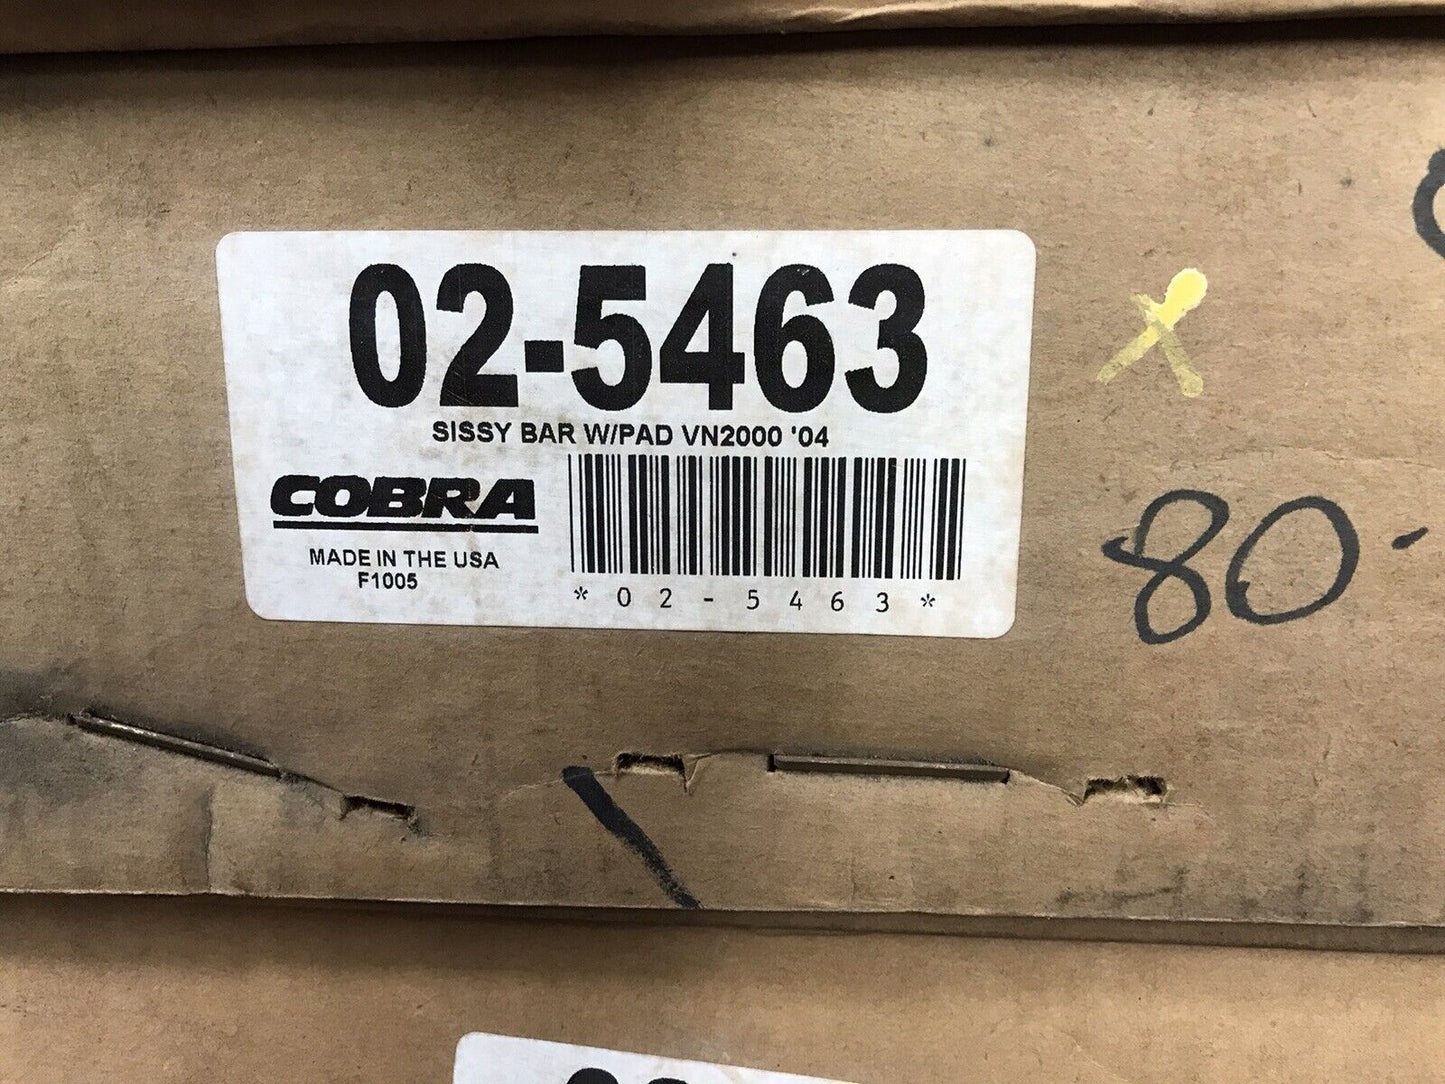 02-5463
SISSY BAR W/PAD VN2000 '04
COBRA
MADE IN THE USA
F1005
*02-5463*
80-